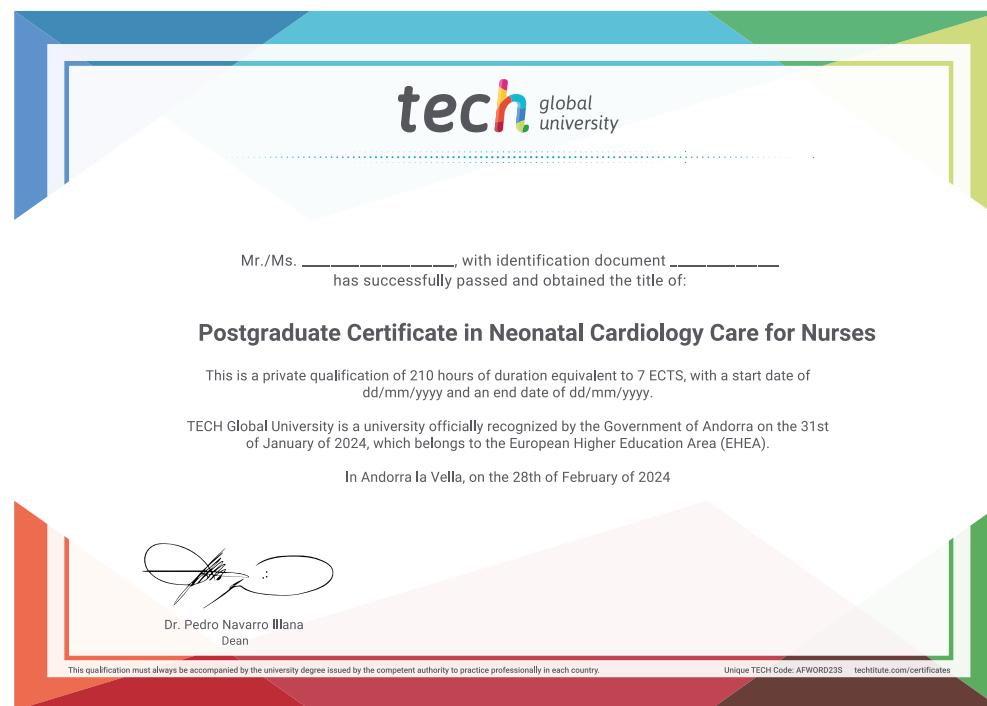 tech global university
Mr./Ms. ____________________, with identification document ______________
has successfully passed and obtained the title of:
Postgraduate Certificate in Neonatal Cardiology Care for Nurses
This is a private qualification of 210 hours of duration equivalent to 7 ECTS, with a start date of
dd/mm/yyyy and an end date of dd/mm/yyyy.
TECH Global University is a university officially recognized by the Government of Andorra on the 31st
of January of 2024, which belongs to the European Higher Education Area (EHEA).
In Andorra la Vella, on the 28th of February of 2024
Dr. Pedro Navarro Illana
Dean
This qualification must always be accompanied by the university degree issued by the competent authority to practice professionally in each country.
Unique TECH Code: AFWORD23S techtitute.com/certificates